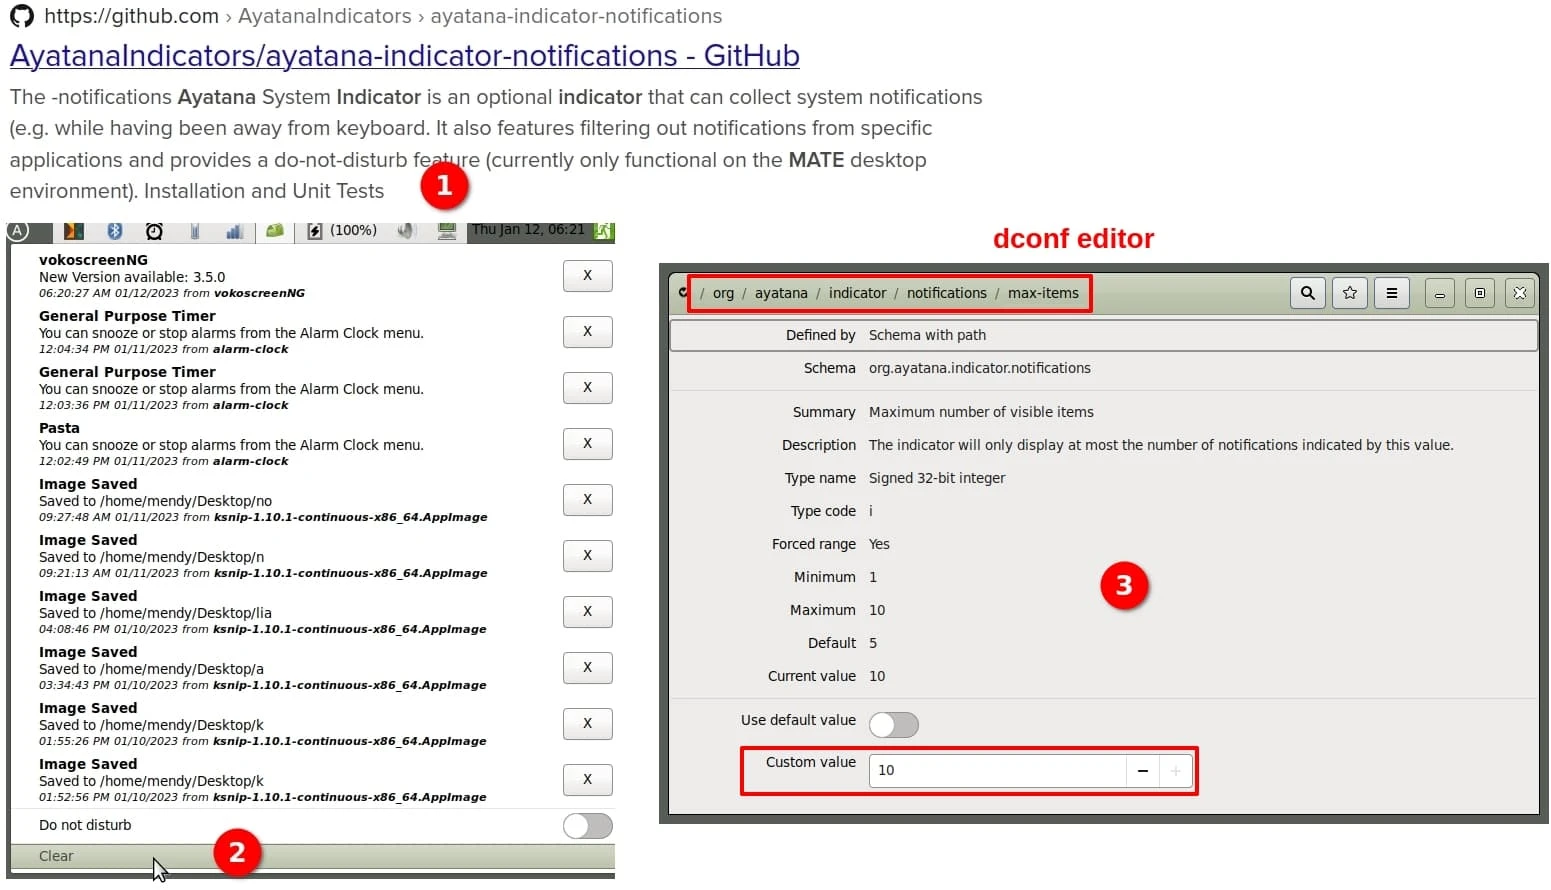 https://github.com › AyatanaIndicators › ayatana-indicator-notifications
AyatanaIndicators/ayatana-indicator-notifications - GitHub
The -notifications Ayatana System Indicator is an optional indicator that can collect system notifications
(e.g. while having been away from keyboard. It also features filtering out notifications from specific
applications and provides a do-not-disturb feature (currently only functional on the MATE desktop
environment). Installation and Unit Tests
1
A
(100%)
Thu Jan 12, 06:21
vokoscreenNG
New Version available: 3.5.0
06:20:27 AM 01/12/2023 from vokoscreenNG
X
General Purpose Timer
You can snooze or stop alarms from the Alarm Clock menu.
12:04:34 PM 01/11/2023 from alarm-clock
X
General Purpose Timer
You can snooze or stop alarms from the Alarm Clock menu.
12:03:36 PM 01/11/2023 from alarm-clock
X
Pasta
You can snooze or stop alarms from the Alarm Clock menu.
12:02:49 PM 01/11/2023 from alarm-clock
X
Image Saved
Saved to /home/mendy/Desktop/no
09:27:48 AM 01/11/2023 from ksnip-1.10.1-continuous-x86_64.AppImage
X
Image Saved
Saved to /home/mendy/Desktop/n
09:21:13 AM 01/11/2023 from ksnip-1.10.1-continuous-x86_64.AppImage
X
Image Saved
Saved to /home/mendy/Desktop/lia
04:08:46 PM 01/10/2023 from ksnip-1.10.1-continuous-x86_64.AppImage
X
Image Saved
Saved to /home/mendy/Desktop/a
03:34:43 PM 01/10/2023 from ksnip-1.10.1-continuous-x86_64.AppImage
X
Image Saved
Saved to /home/mendy/Desktop/k
01:55:26 PM 01/10/2023 from ksnip-1.10.1-continuous-x86_64.AppImage
X
Image Saved
Saved to /home/mendy/Desktop/k
01:52:56 PM 01/10/2023 from ksnip-1.10.1-continuous-x86_64.AppImage
X
Do not disturb
Clear
2
dconf editor
/ org / ayatana / indicator / notifications / max-items
Defined by Schema with path
Schema org.ayatana.indicator.notifications
Summary Maximum number of visible items
Description The indicator will only display at most the number of notifications indicated by this value.
Type name Signed 32-bit integer
Type code i
Forced range Yes
Minimum 1
Maximum 10
Default 5
Current value 10
3
Use default value
Custom value 10 − +